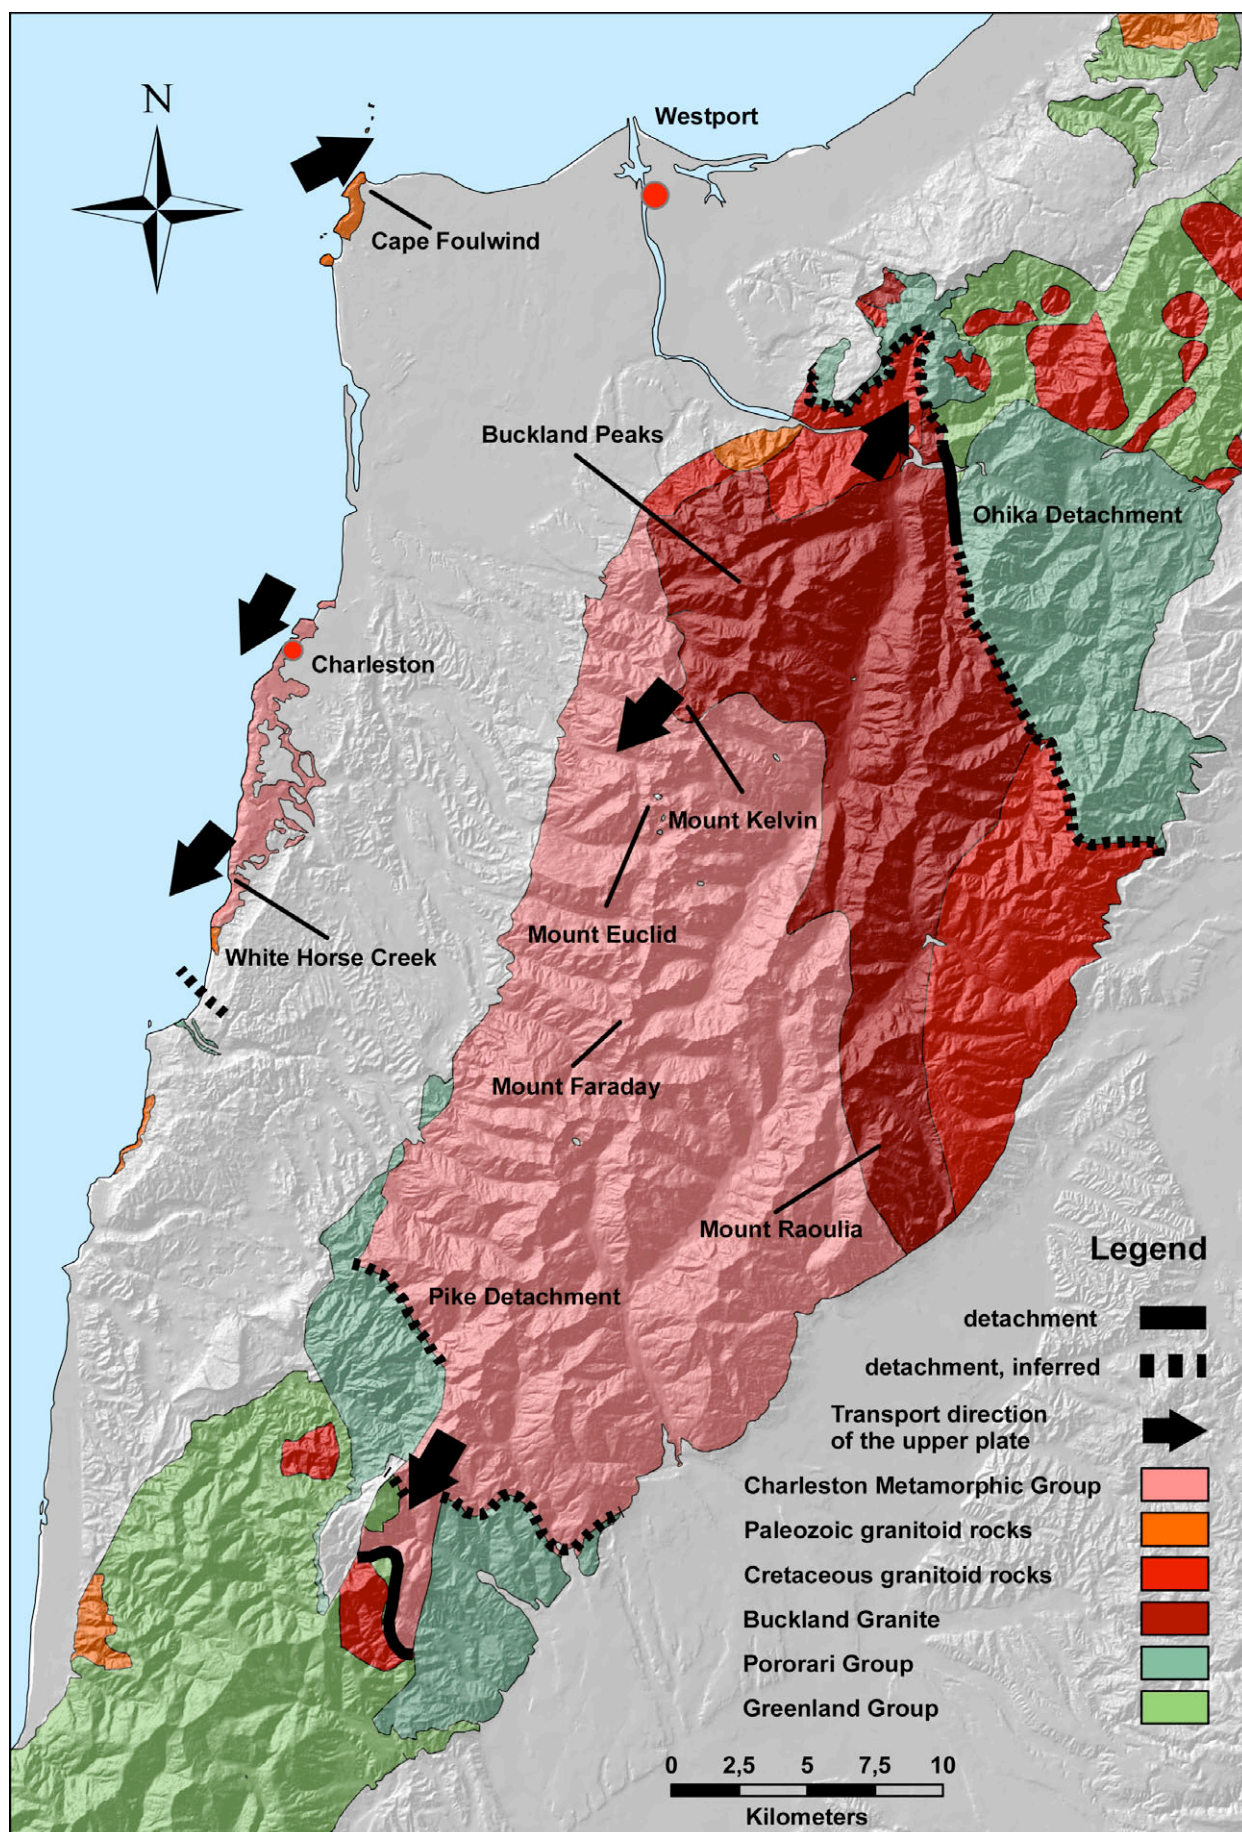 N
Westport
Cape Foulwind
Buckland Peaks
Ohika Detachment
Charleston
Mount Kelvin
Mount Euclid
White Horse Creek
Mount Faraday
Mount Raoulia
Pike Detachment
Legend
detachment
detachment, inferred
Transport direction
of the upper plate
Charleston Metamorphic Group
Paleozoic granitoid rocks
Cretaceous granitoid rocks
Buckland Granite
Pororari Group
Greenland Group
0 2,5 5 7,5 10
Kilometers